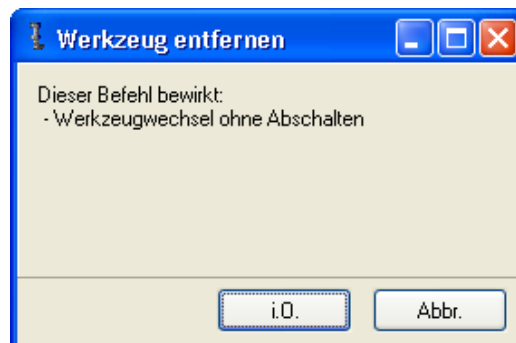 Werkzeug entfernen
Dieser Befehl bewirkt:
- Werkzeugwechsel ohne Abschalten
i.O.
Abbr.